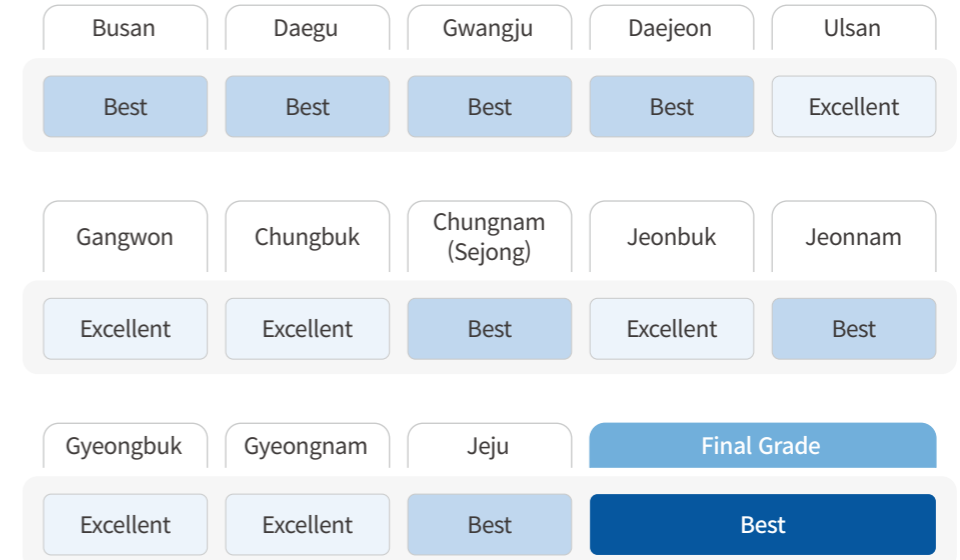 Busan Daegu Gwangju Daejeon Ulsan
Best Best Best Best Excellent
Gangwon Chungbuk Chungnam (Sejong) Jeonbuk Jeonnam
Excellent Excellent Best Excellent Best
Gyeongbuk Gyeongnam Jeju Final Grade
Excellent Excellent Best Best